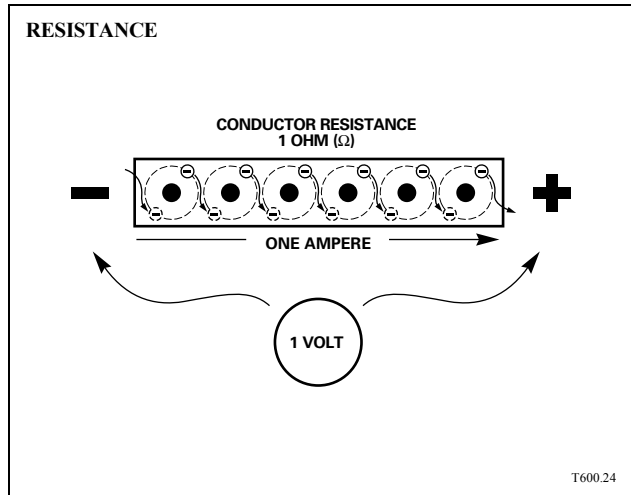 RESISTANCE
CONDUCTOR RESISTANCE
1 OHM (Ω)
ONE AMPERE
1 VOLT
T600.24